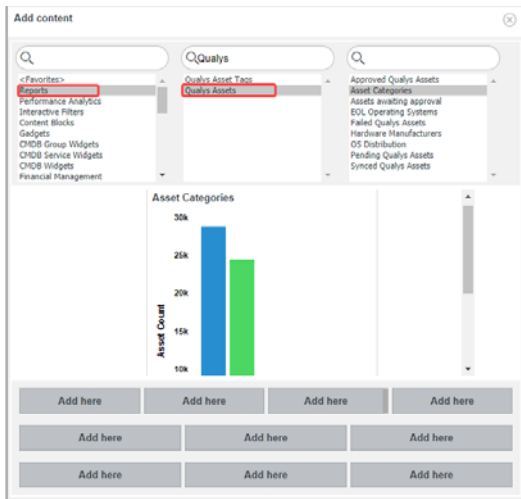 Add content
Qualys
<Favorites>
Reports
Performance Analytics
Interactive Filters
Content Blocks
Gadgets
CMDB Group Widgets
CMDB Service Widgets
CMDB Widgets
Financial Management
Qualys Asset Tags
Qualys Assets
Approved Qualys Assets
Asset Categories
Assets awaiting approval
EOL Operating Systems
Failed Qualys Assets
Hardware Manufacturers
OS Distribution
Pending Qualys Assets
Synced Qualys Assets
Asset Categories
30k
25k
20k
15k
10k
Asset Count
Add here Add here Add here Add here
Add here Add here Add here
Add here Add here Add here